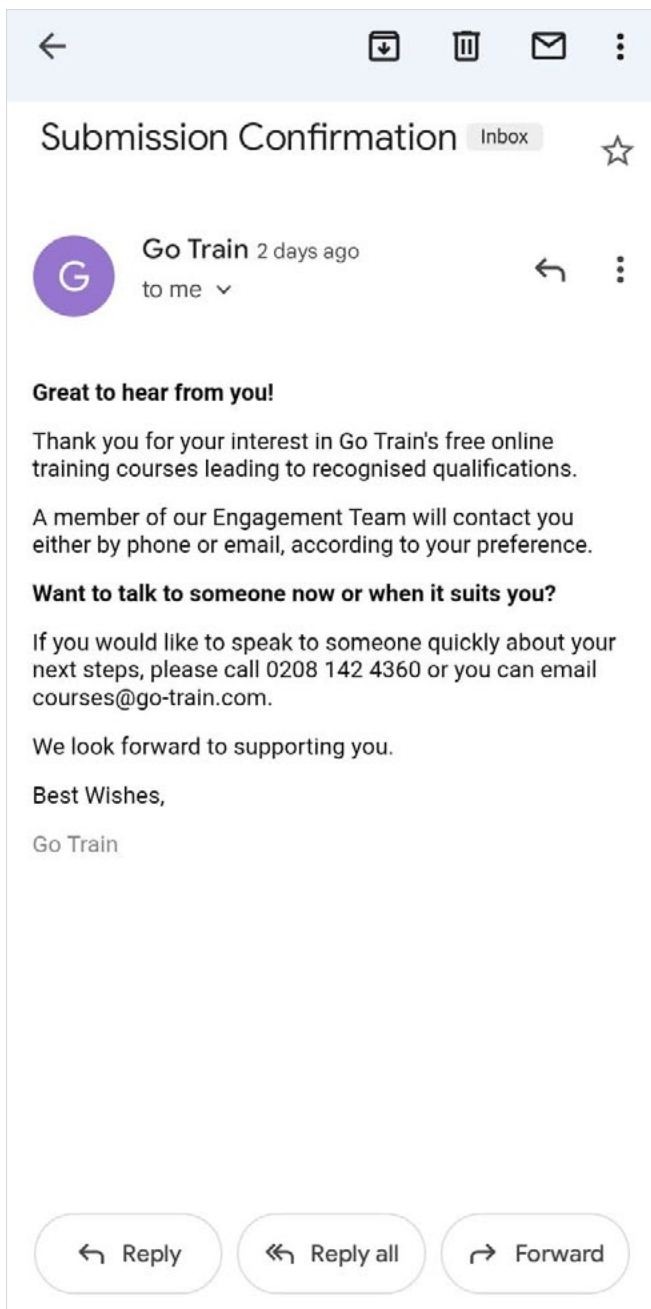 Submission Confirmation Inbox
G
Go Train 2 days ago
to me
Great to hear from you!
Thank you for your interest in Go Train's free online
training courses leading to recognised qualifications.
A member of our Engagement Team will contact you
either by phone or email, according to your preference.
Want to talk to someone now or when it suits you?
If you would like to speak to someone quickly about your
next steps, please call 0208 142 4360 or you can email
courses@go-train.com.
We look forward to supporting you.
Best Wishes,
Go Train
Reply Reply all Forward